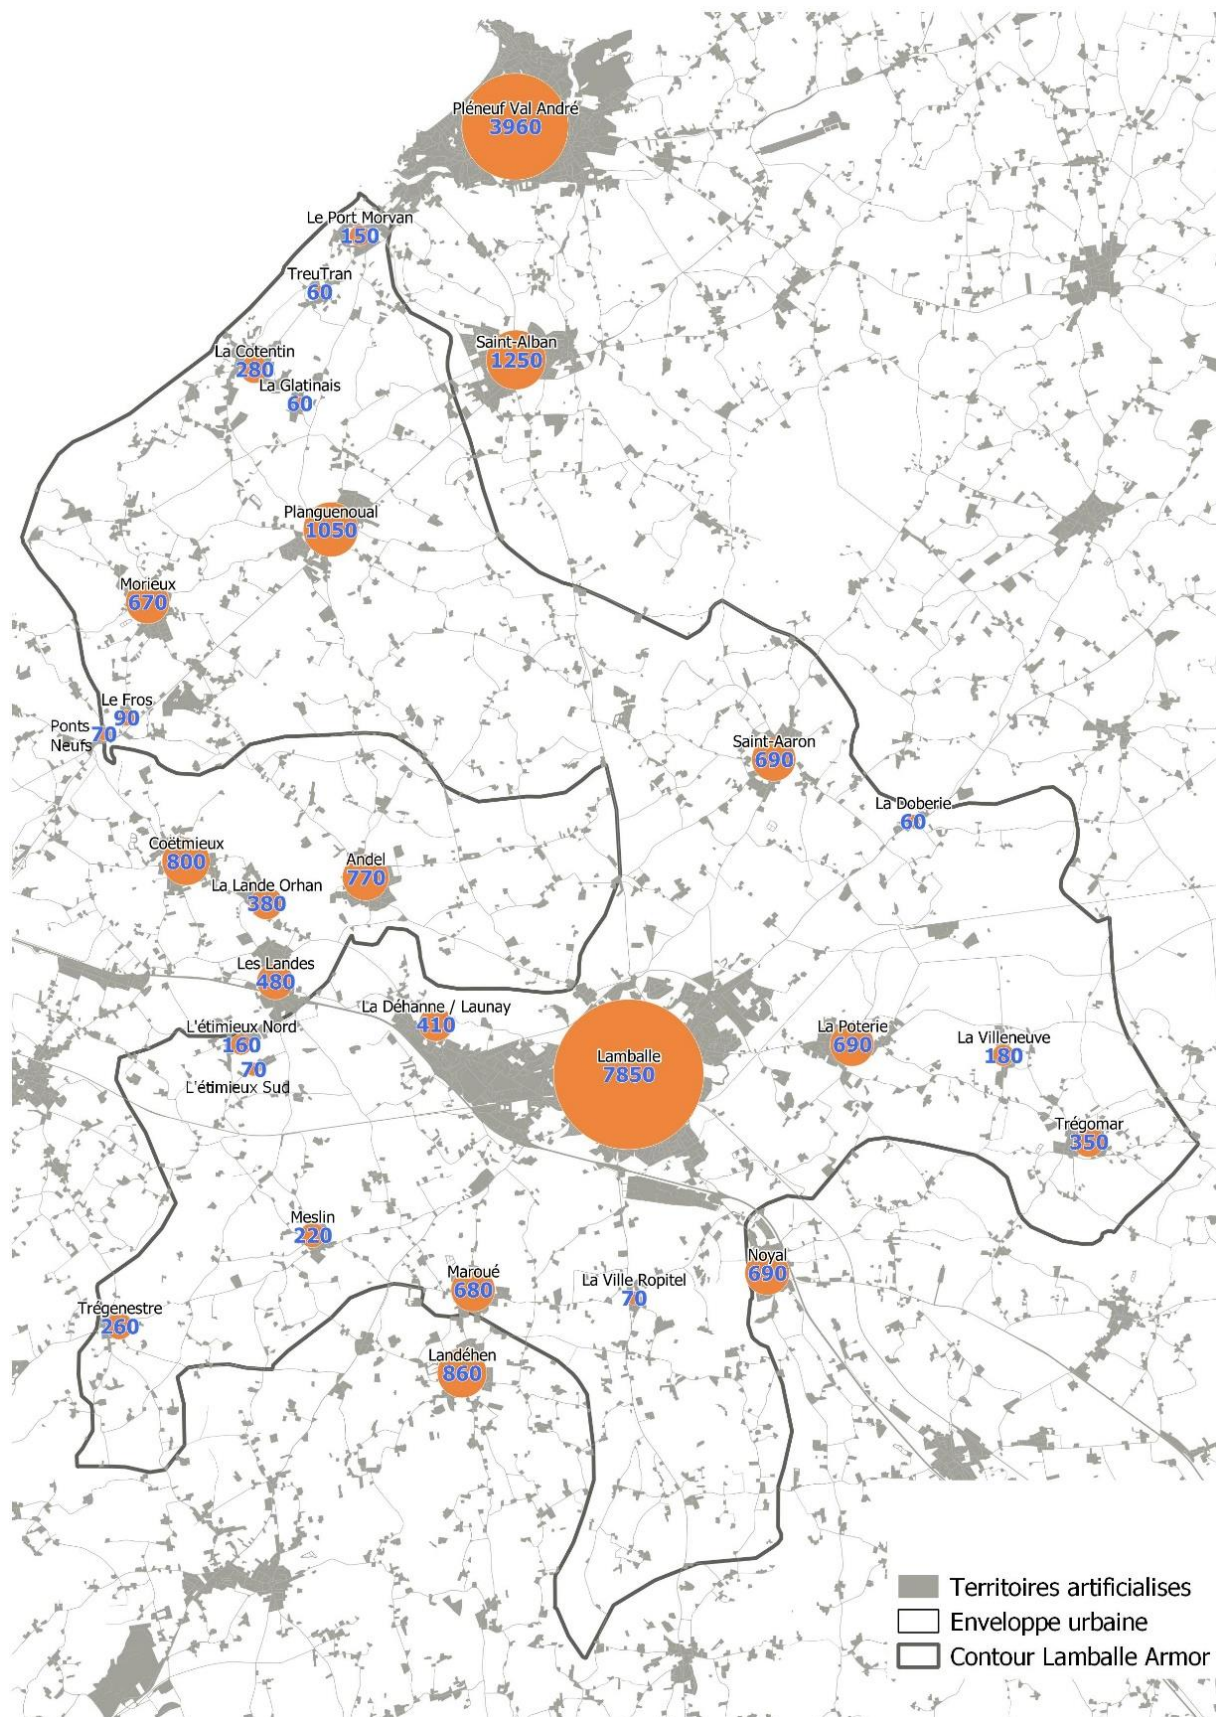 Pléneuf Val André
3960
Le Port Morvan
150
TreuTran
60
Saint-Alban
1250
La Cotentin
280
La Glatinais
60
Planguenoual
1050
Morieux
670
Le Fros
90
Ponts
Neufs
70
Saint-Aaron
690
La Doberie
60
Coëtmieux
800
Andel
770
La Lande Orhan
380
Les Landes
480
La Déhanne / Launay
410
L'étimieux Nord
160
70
L'étimieux Sud
Lamballe
7850
La Poterie
690
La Villeneuve
180
Trégomar
350
Meslin
220
Maroué
680
La Ville Ropitel
70
Noyal
690
Trégenestre
260
Landéhen
860
Territoires artificialises
Enveloppe urbaine
Contour Lamballe Armor